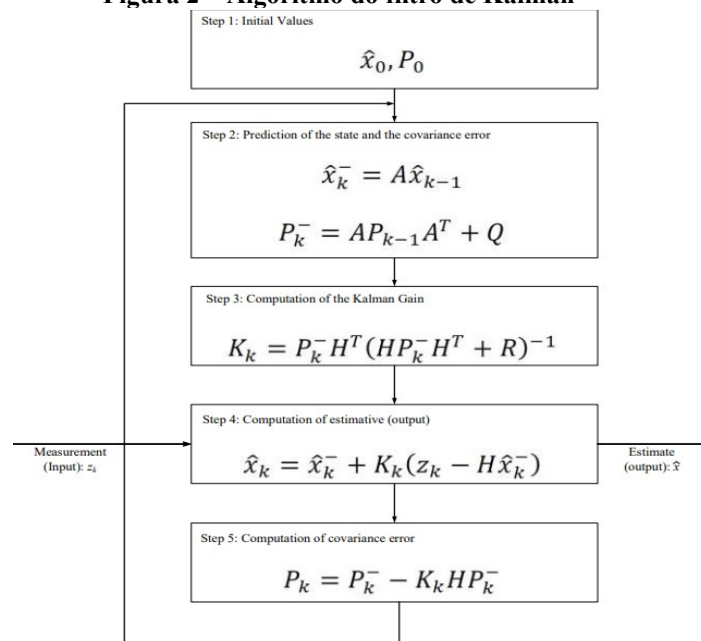 Figura 2 – Algoritmo do filtro de Kalman
Step 1: Initial Values
x̂₀, P₀
Step 2: Prediction of the state and the covariance error
x̂ₖ⁻ = Ax̂ₖ₋₁
Pₖ⁻ = APₖ₋₁Aᵀ + Q
Step 3: Computation of the Kalman Gain
Kₖ = Pₖ⁻Hᵀ(HPₖ⁻Hᵀ + R)⁻¹
Step 4: Computation of estimative (output)
Measurement
(Input): zₖ
x̂ₖ = x̂ₖ⁻ + Kₖ(zₖ − Hx̂ₖ⁻)
Estimate
(output): x̂
Step 5: Computation of covariance error
Pₖ = Pₖ⁻ − KₖHPₖ⁻